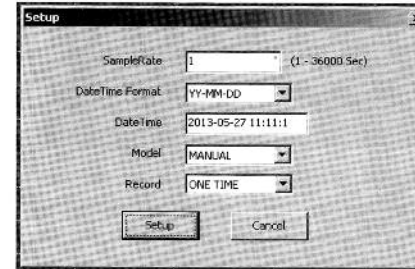 Setup
SampleRate 1 (1 - 36000 Sec)
DateTime Format YY-MM-DD
DateTime 2013-05-27 11:11:1
Model MANUAL
Record ONE TIME
Setup Cancel